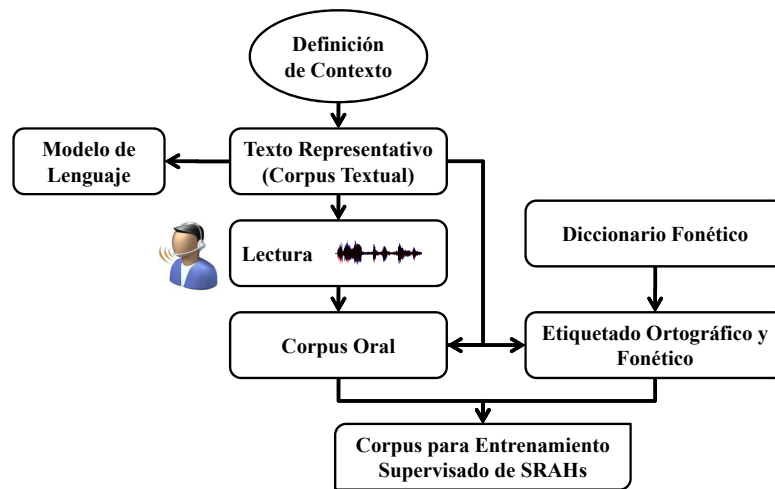 Definición
de Contexto
Modelo de
Lenguaje
Texto Representativo
(Corpus Textual)
Lectura
Diccionario Fonético
Corpus Oral
Etiquetado Ortográfico y
Fonético
Corpus para Entrenamiento
Supervisado de SRAHs